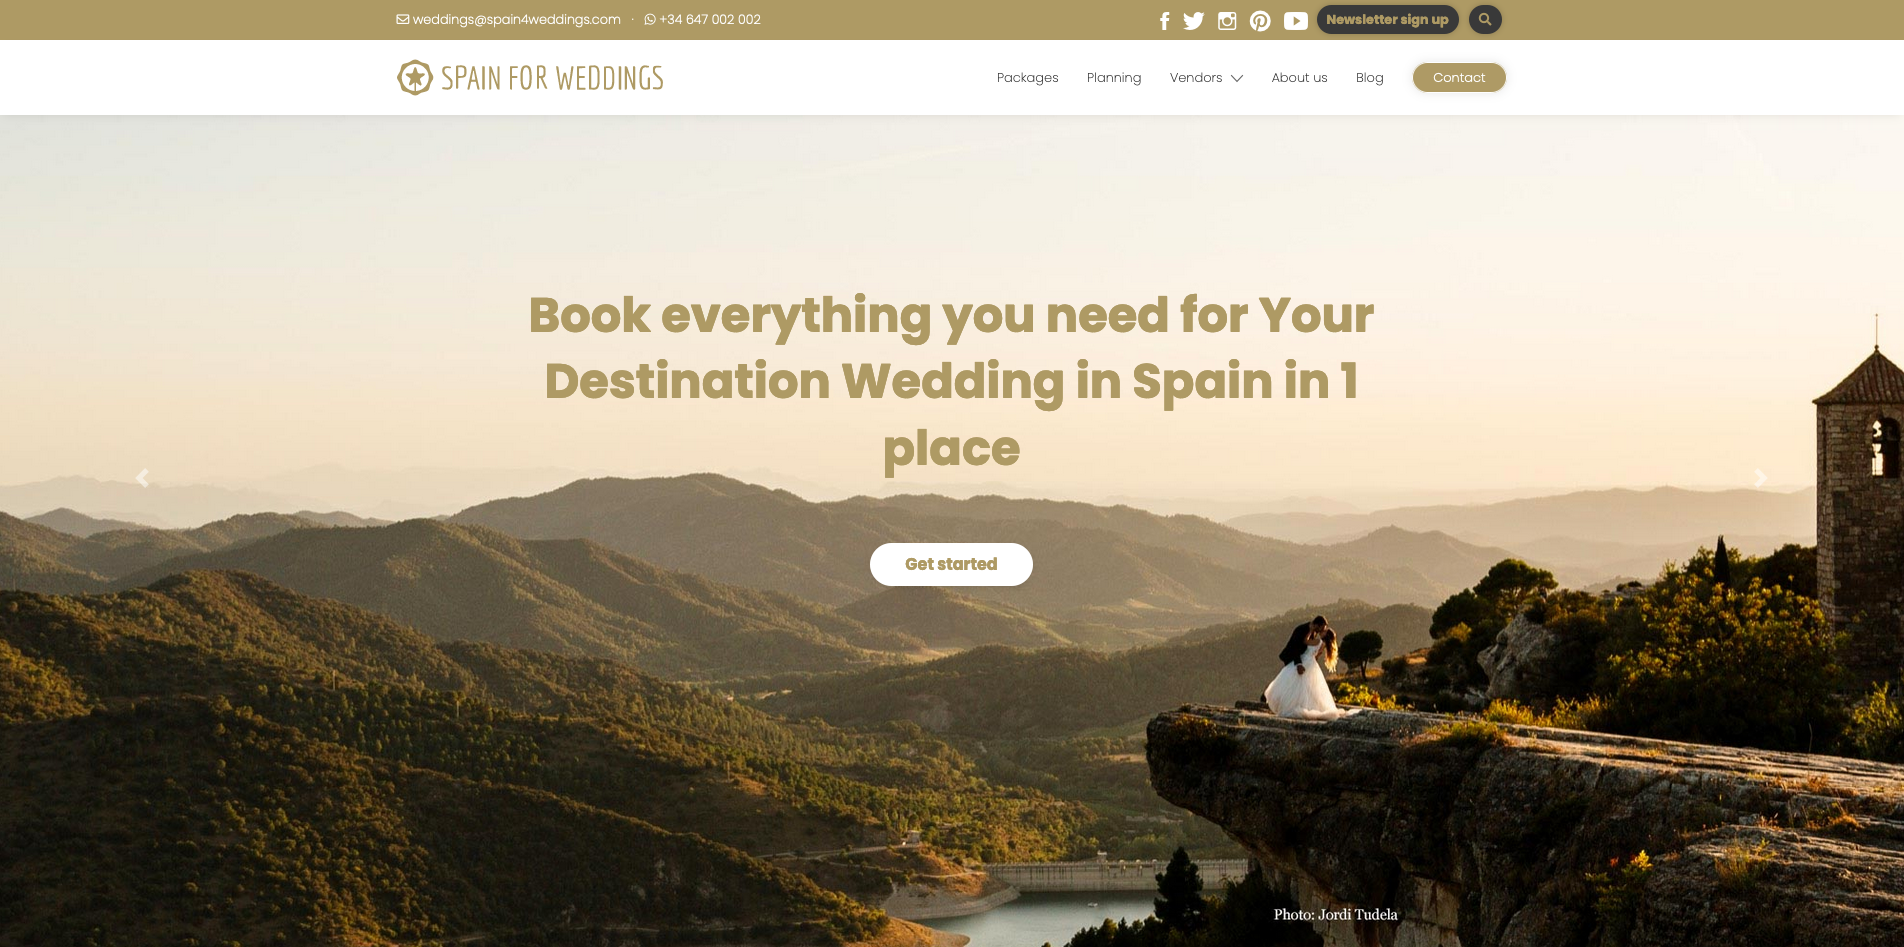 weddings@spain4weddings.com · +34 647 002 002
Newsletter sign up
SPAIN FOR WEDDINGS
Packages
Planning
Vendors
About us
Blog
Contact
Book everything you need for Your
Destination Wedding in Spain in 1
place
Get started
Photo: Jordi Tudela